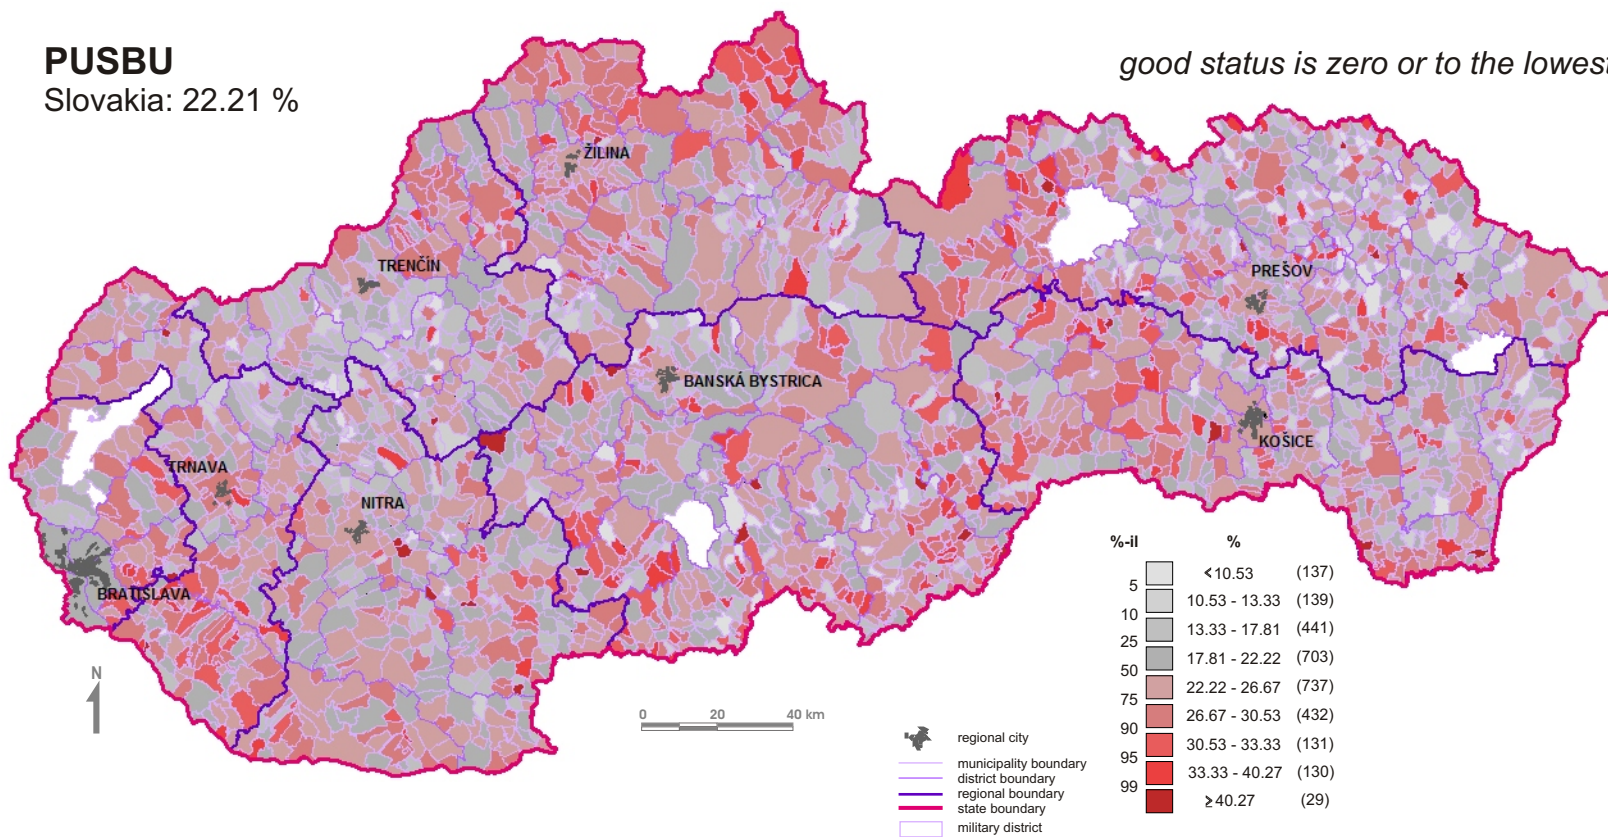 PUSBU
Slovakia: 22.21 %
good status is zero or to the lowest
ŽILINA
TRENČÍN
PREŠOV
BANSKÁ BYSTRICA
KOŠICE
TRNAVA
NITRA
BRATISLAVA
N
0 20 40 km
regional city
municipality boundary
district boundary
regional boundary
state boundary
military district
%-il %
<10.53 (137)
5
10.53 - 13.33 (139)
10
13.33 - 17.81 (441)
25
17.81 - 22.22 (703)
50
22.22 - 26.67 (737)
75
26.67 - 30.53 (432)
90
30.53 - 33.33 (131)
95
33.33 - 40.27 (130)
99
≥40.27 (29)